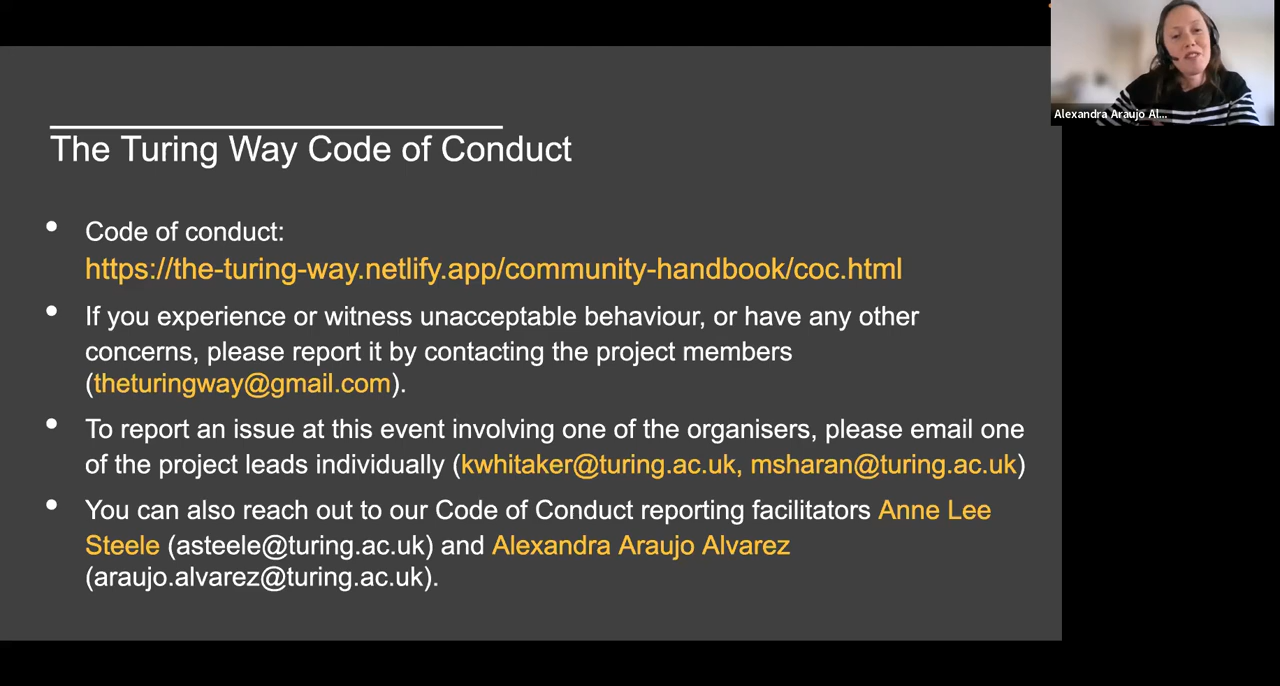 Alexandra Araujo Al...
The Turing Way Code of Conduct
• Code of conduct:
https://the-turing-way.netlify.app/community-handbook/coc.html
• If you experience or witness unacceptable behaviour, or have any other
concerns, please report it by contacting the project members
(theturingway@gmail.com).
• To report an issue at this event involving one of the organisers, please email one
of the project leads individually (kwhitaker@turing.ac.uk, msharan@turing.ac.uk)
• You can also reach out to our Code of Conduct reporting facilitators Anne Lee
Steele (asteele@turing.ac.uk) and Alexandra Araujo Alvarez
(araujo.alvarez@turing.ac.uk).